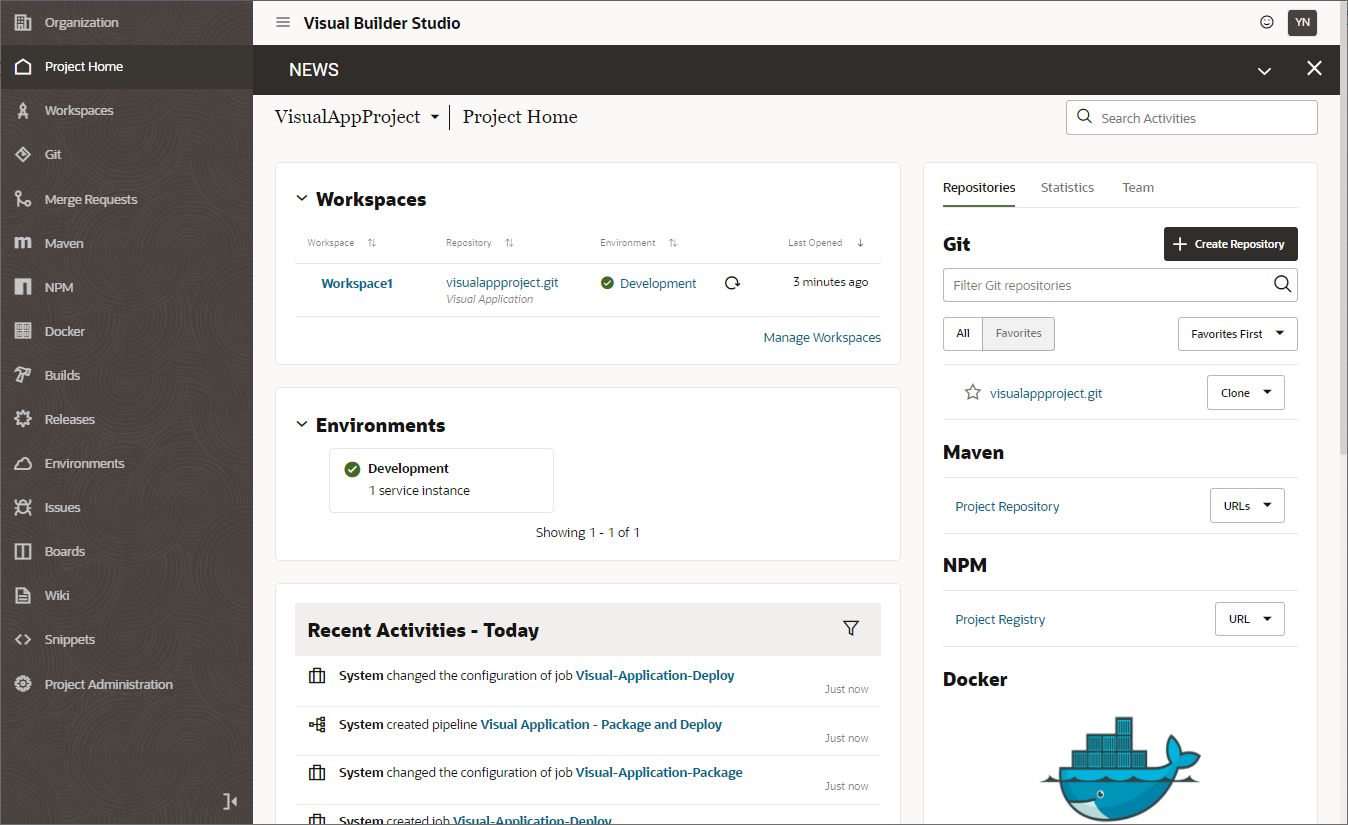 Organization
Project Home
Workspaces
Git
Merge Requests
Maven
NPM
Docker
Builds
Releases
Environments
Issues
Boards
Wiki
Snippets
Project Administration
Visual Builder Studio
YN
NEWS
VisualAppProject
Project Home
Search Activities
Workspaces
Workspace Repository Environment Last Opened
Workspace1 visualappproject.git Development 3 minutes ago
Visual Application
Manage Workspaces
Environments
Development
1 service instance
Showing 1 - 1 of 1
Recent Activities - Today
System changed the configuration of job Visual-Application-Deploy
Just now
System created pipeline Visual Application - Package and Deploy
Just now
System changed the configuration of job Visual-Application-Package
Just now
System created job Visual-Application-Deploy
Repositories Statistics Team
Git
Create Repository
Filter Git repositories
All Favorites Favorites First
visualappproject.git Clone
Maven
Project Repository URLs
NPM
Project Registry URL
Docker